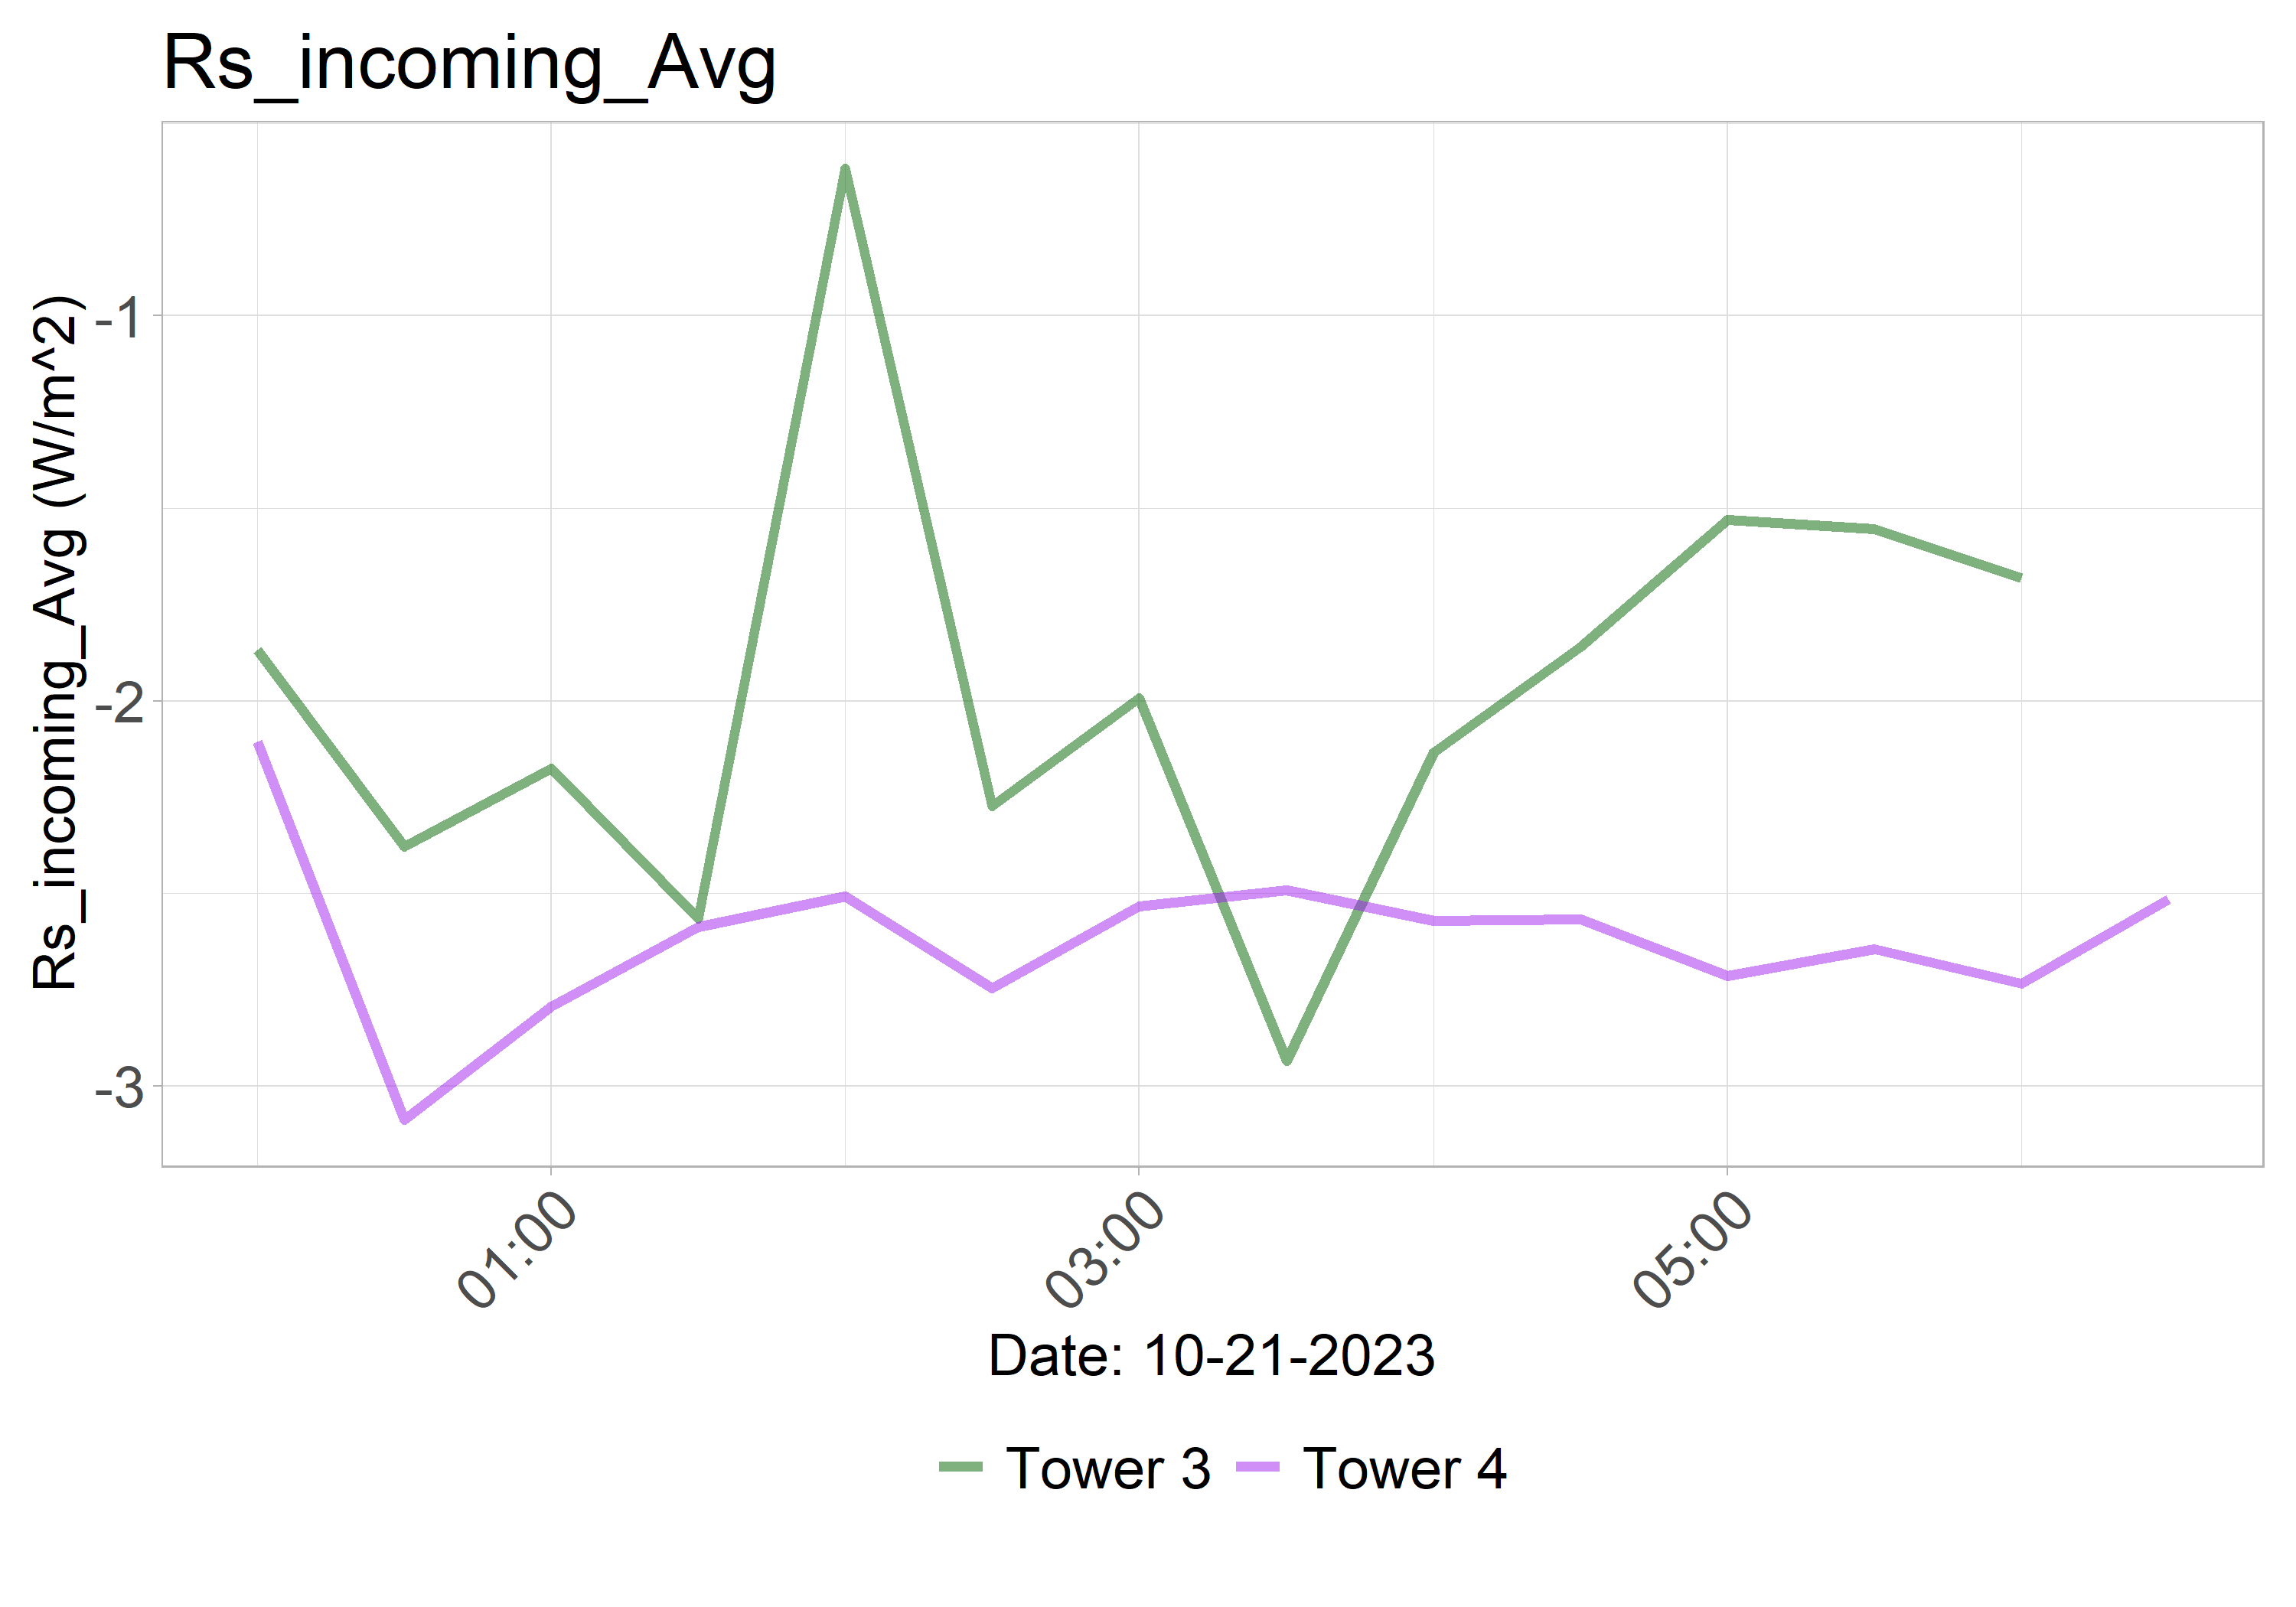 Rs_incoming_Avg
Rs_incoming_Avg (W/m^2)
-1
-2
-3
01:00
03:00
05:00
Date: 10-21-2023
Tower 3
Tower 4